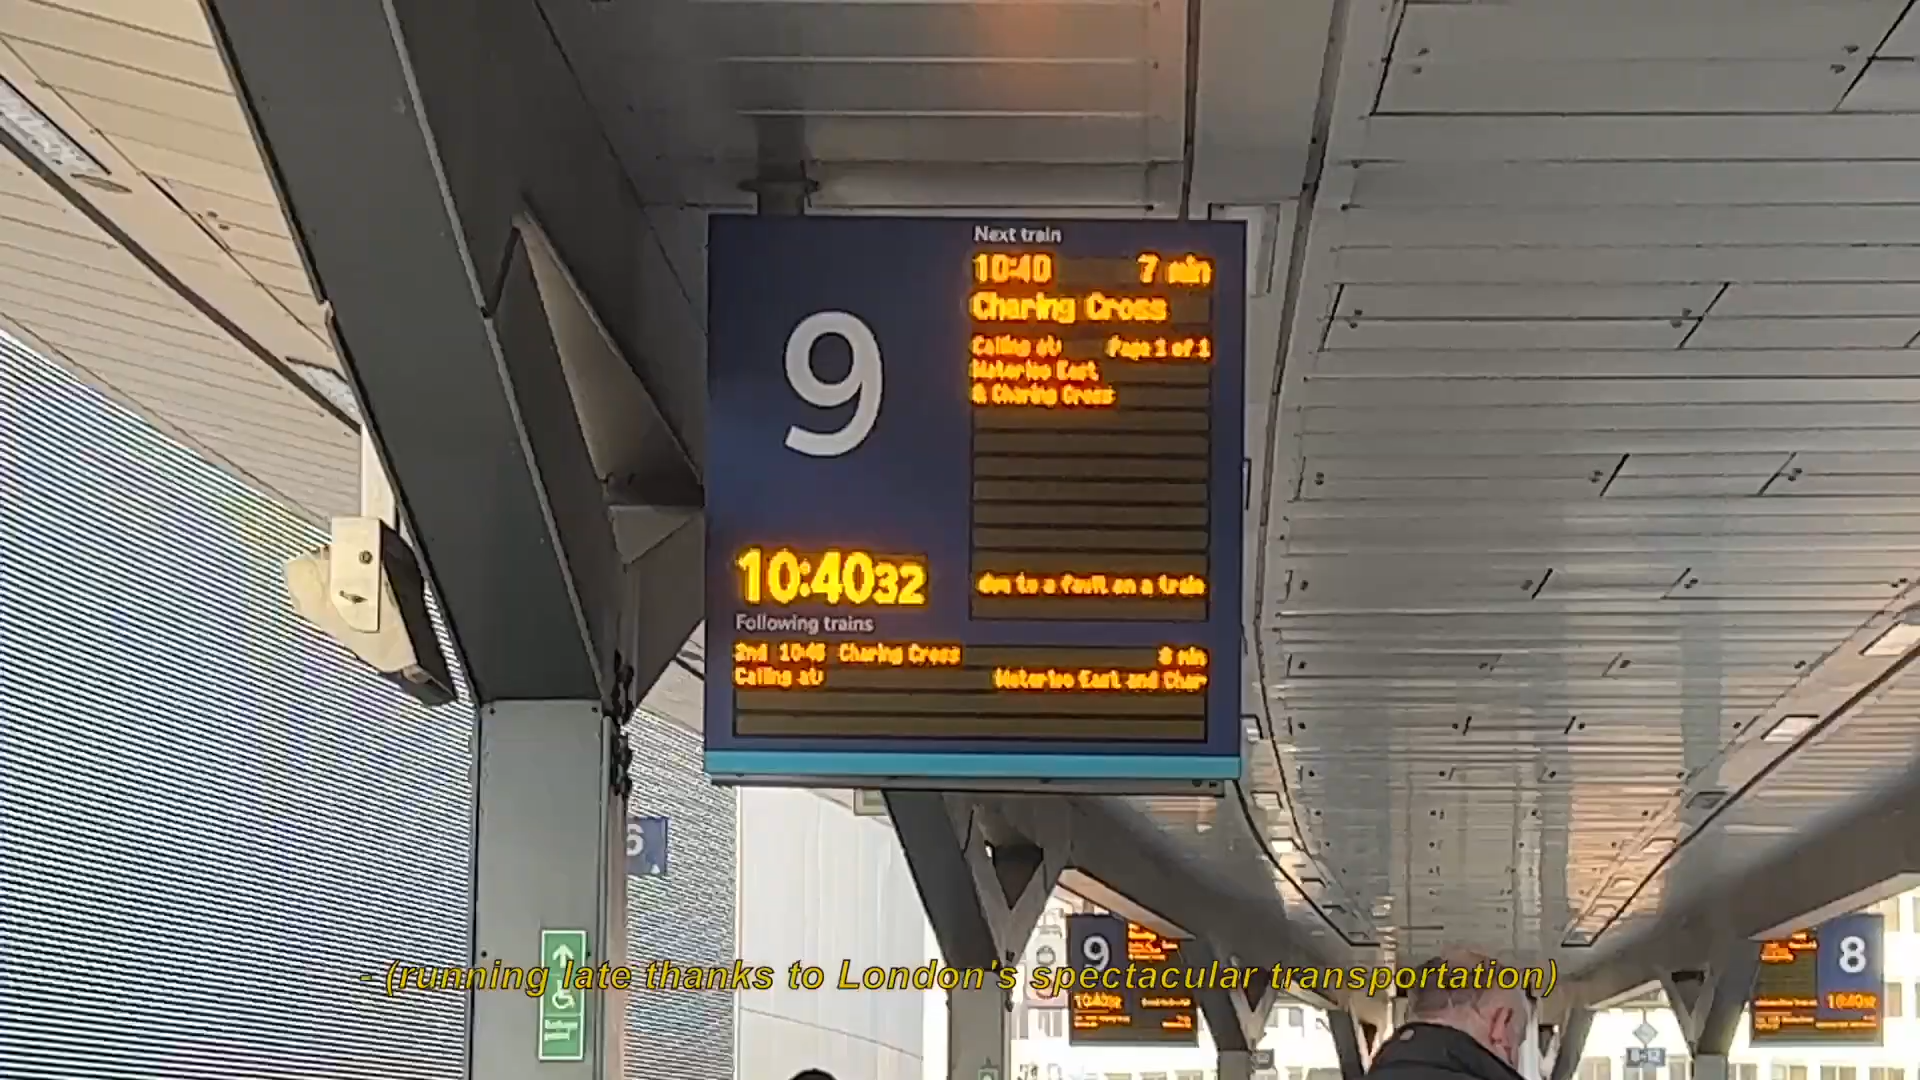 Next train
10:40 7 min
Charing Cross
Calling at: Page 1 of 1
Waterloo East
& Charing Cross
9
due to a fault on a train
10:40 32
Following trains
2nd 10:46 Charing Cross 8 min
Calling at: Waterloo East and Char
6
9
8
- (running late thanks to London's spectacular transportation)